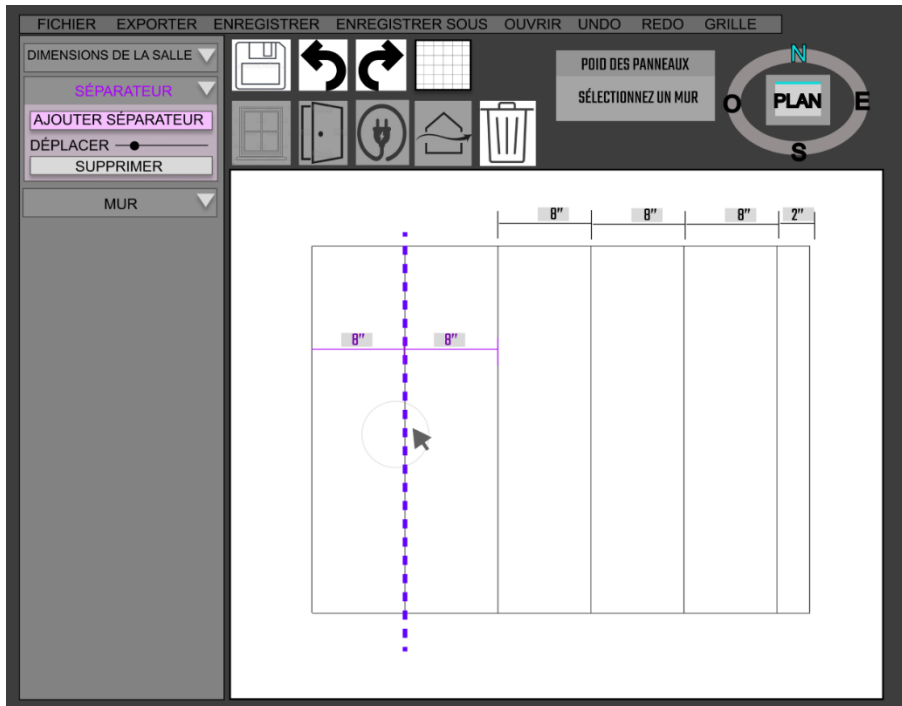 FICHIER EXPORTER ENREGISTRER ENREGISTRER SOUS OUVRIR UNDO REDO GRILLE
DIMENSIONS DE LA SALLE
SÉPARATEUR
AJOUTER SÉPARATEUR
DÉPLACER
SUPPRIMER
MUR
POID DES PANNEAUX
SÉLECTIONNEZ UN MUR
N
O PLAN E
S
8" 8" 8" 2"
8" 8"